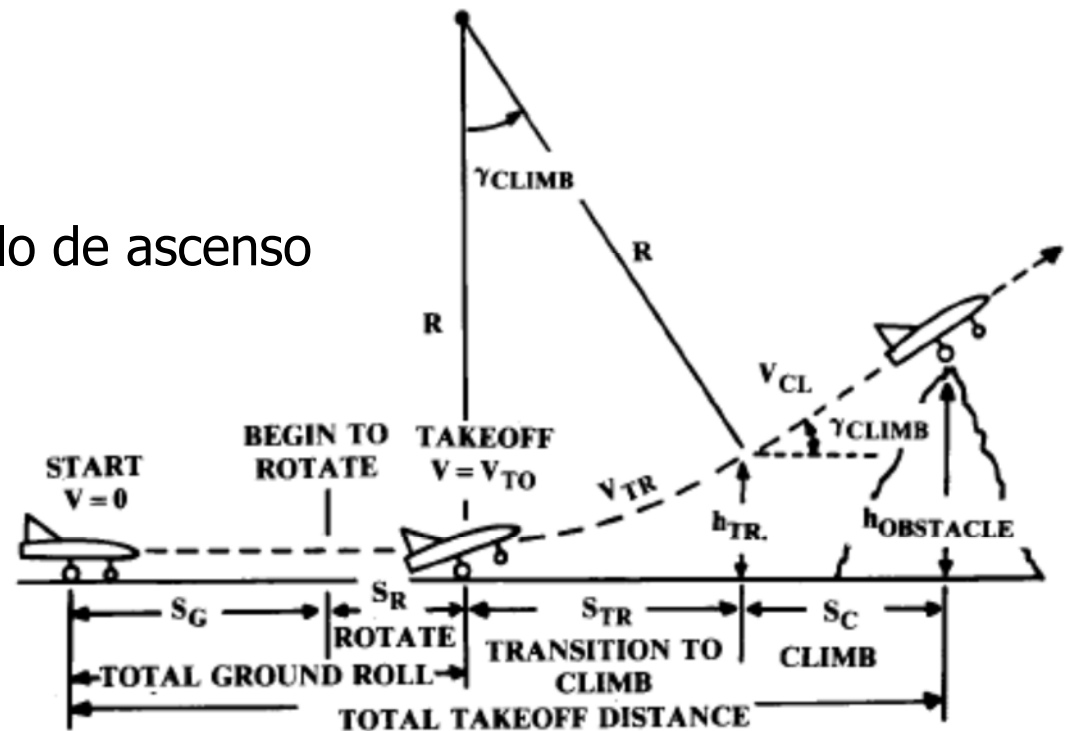 γCLIMB
do de ascenso
R
R
VCL
γCLIMB
BEGIN TO
ROTATE
TAKEOFF
V = VTO
START
V = 0
VTR
hTR.
hOBSTACLE
SG
SR
STR
SC
ROTATE
TRANSITION TO
CLIMB
CLIMB
TOTAL GROUND ROLL
TOTAL TAKEOFF DISTANCE